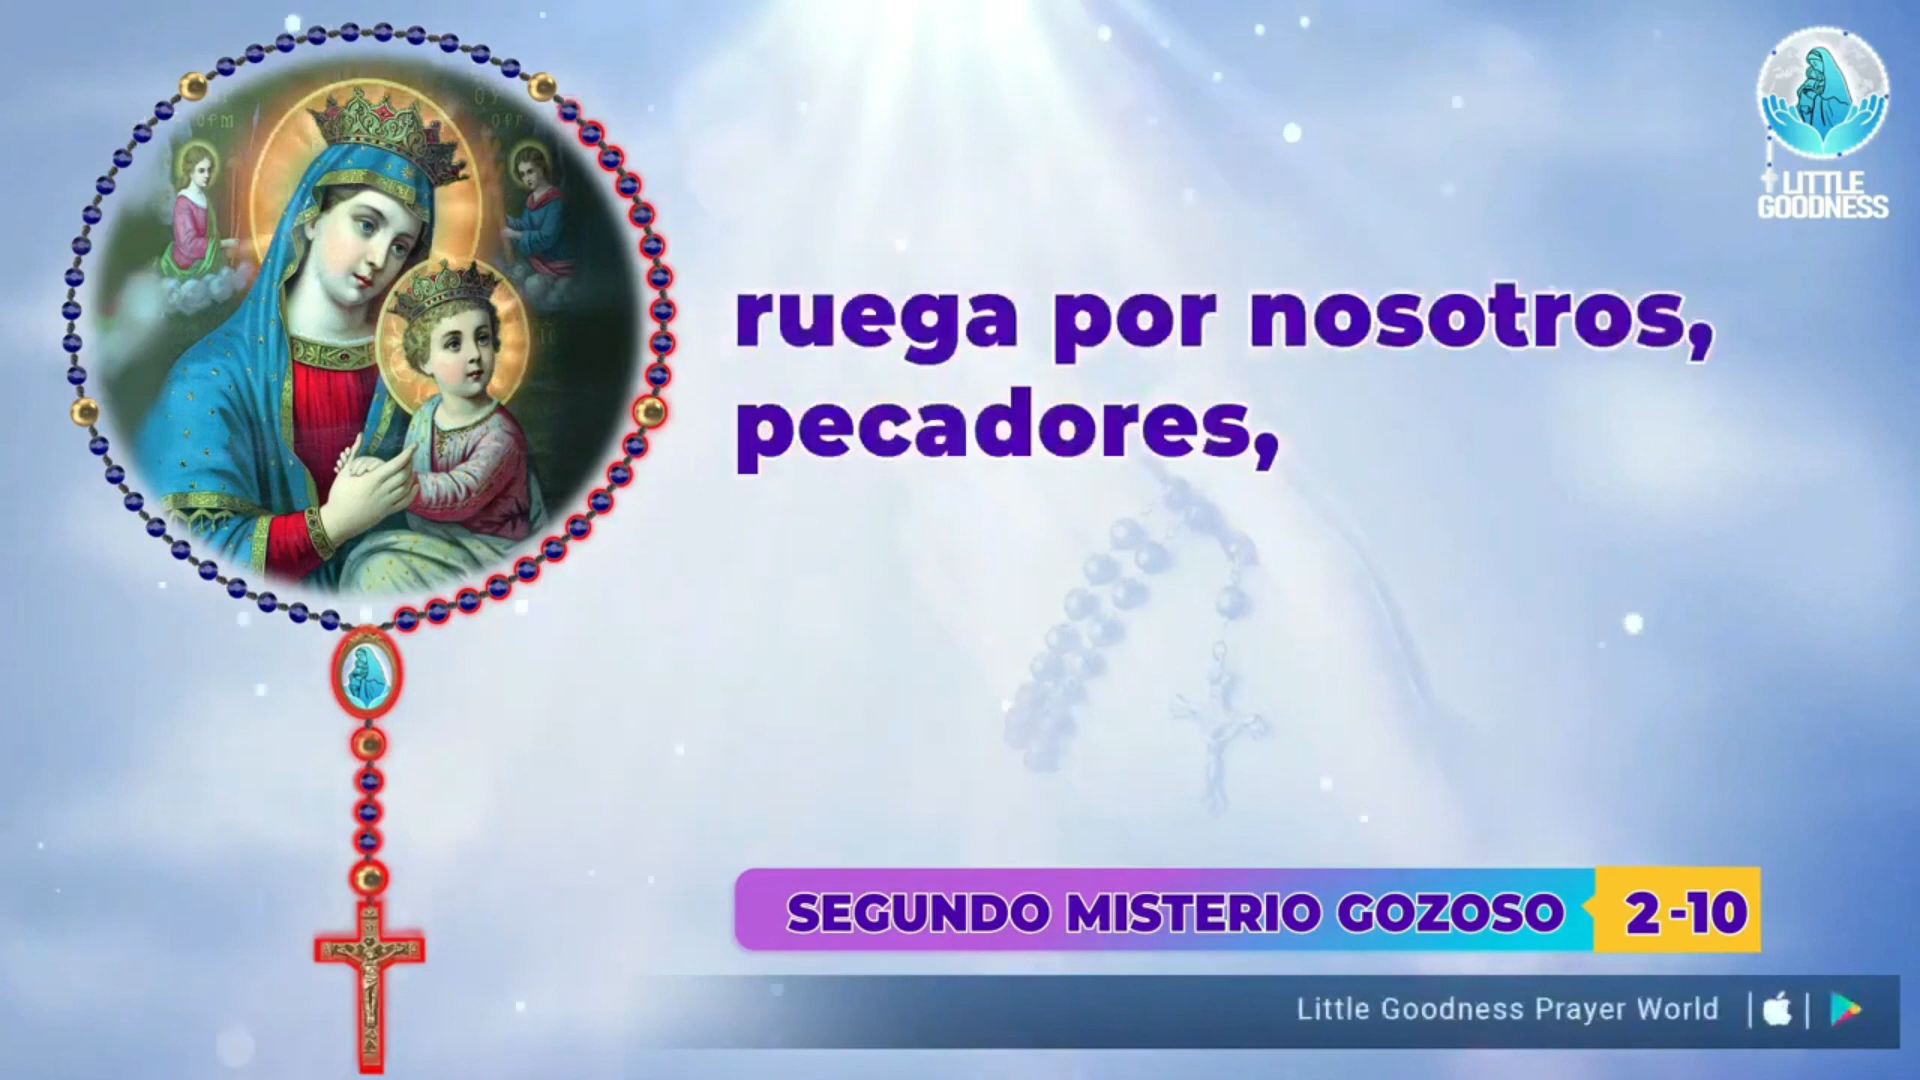 LITTLE
GOODNESS
ruega por nosotros,
pecadores,
SEGUNDO MISTERIO GOZOSO 2-10
Little Goodness Prayer World